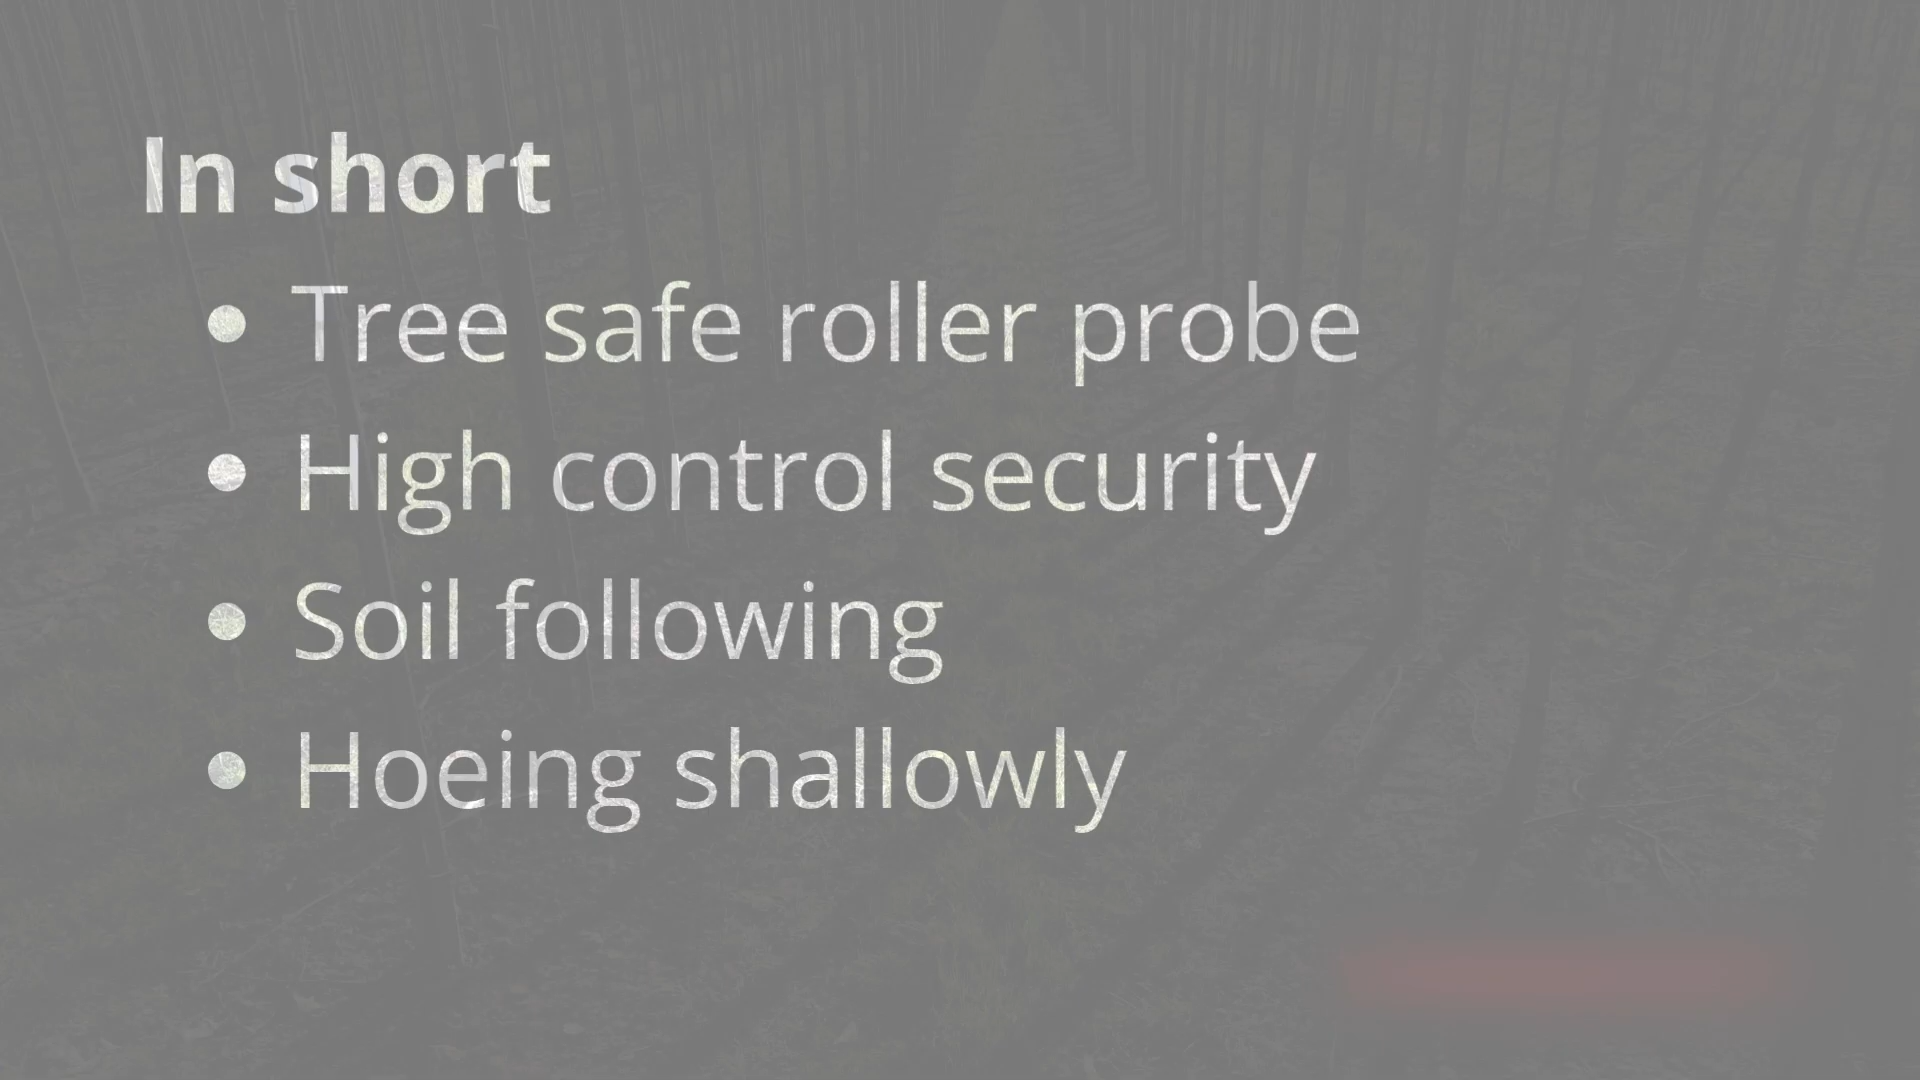 In short
• Tree safe roller probe
• High control security
• Soil following
• Hoeing shallowly